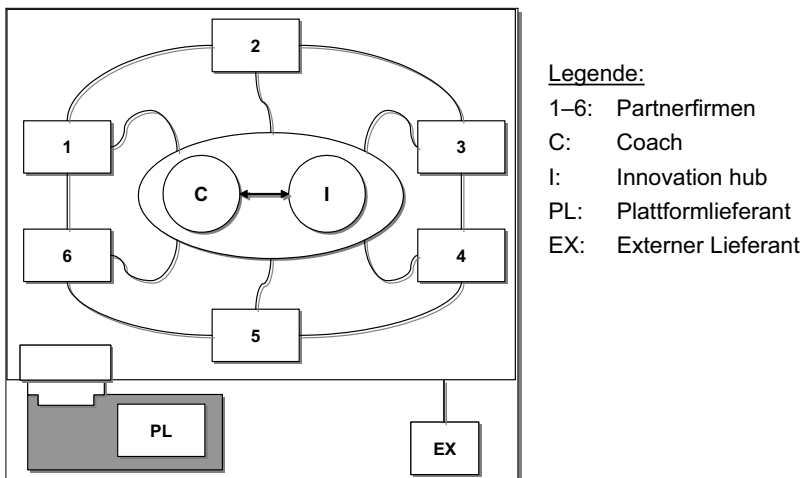 2
1
3
C
I
6
4
5
PL
EX
Legende:
1–6: Partnerfirmen
C: Coach
I: Innovation hub
PL: Plattformlieferant
EX: Externer Lieferant